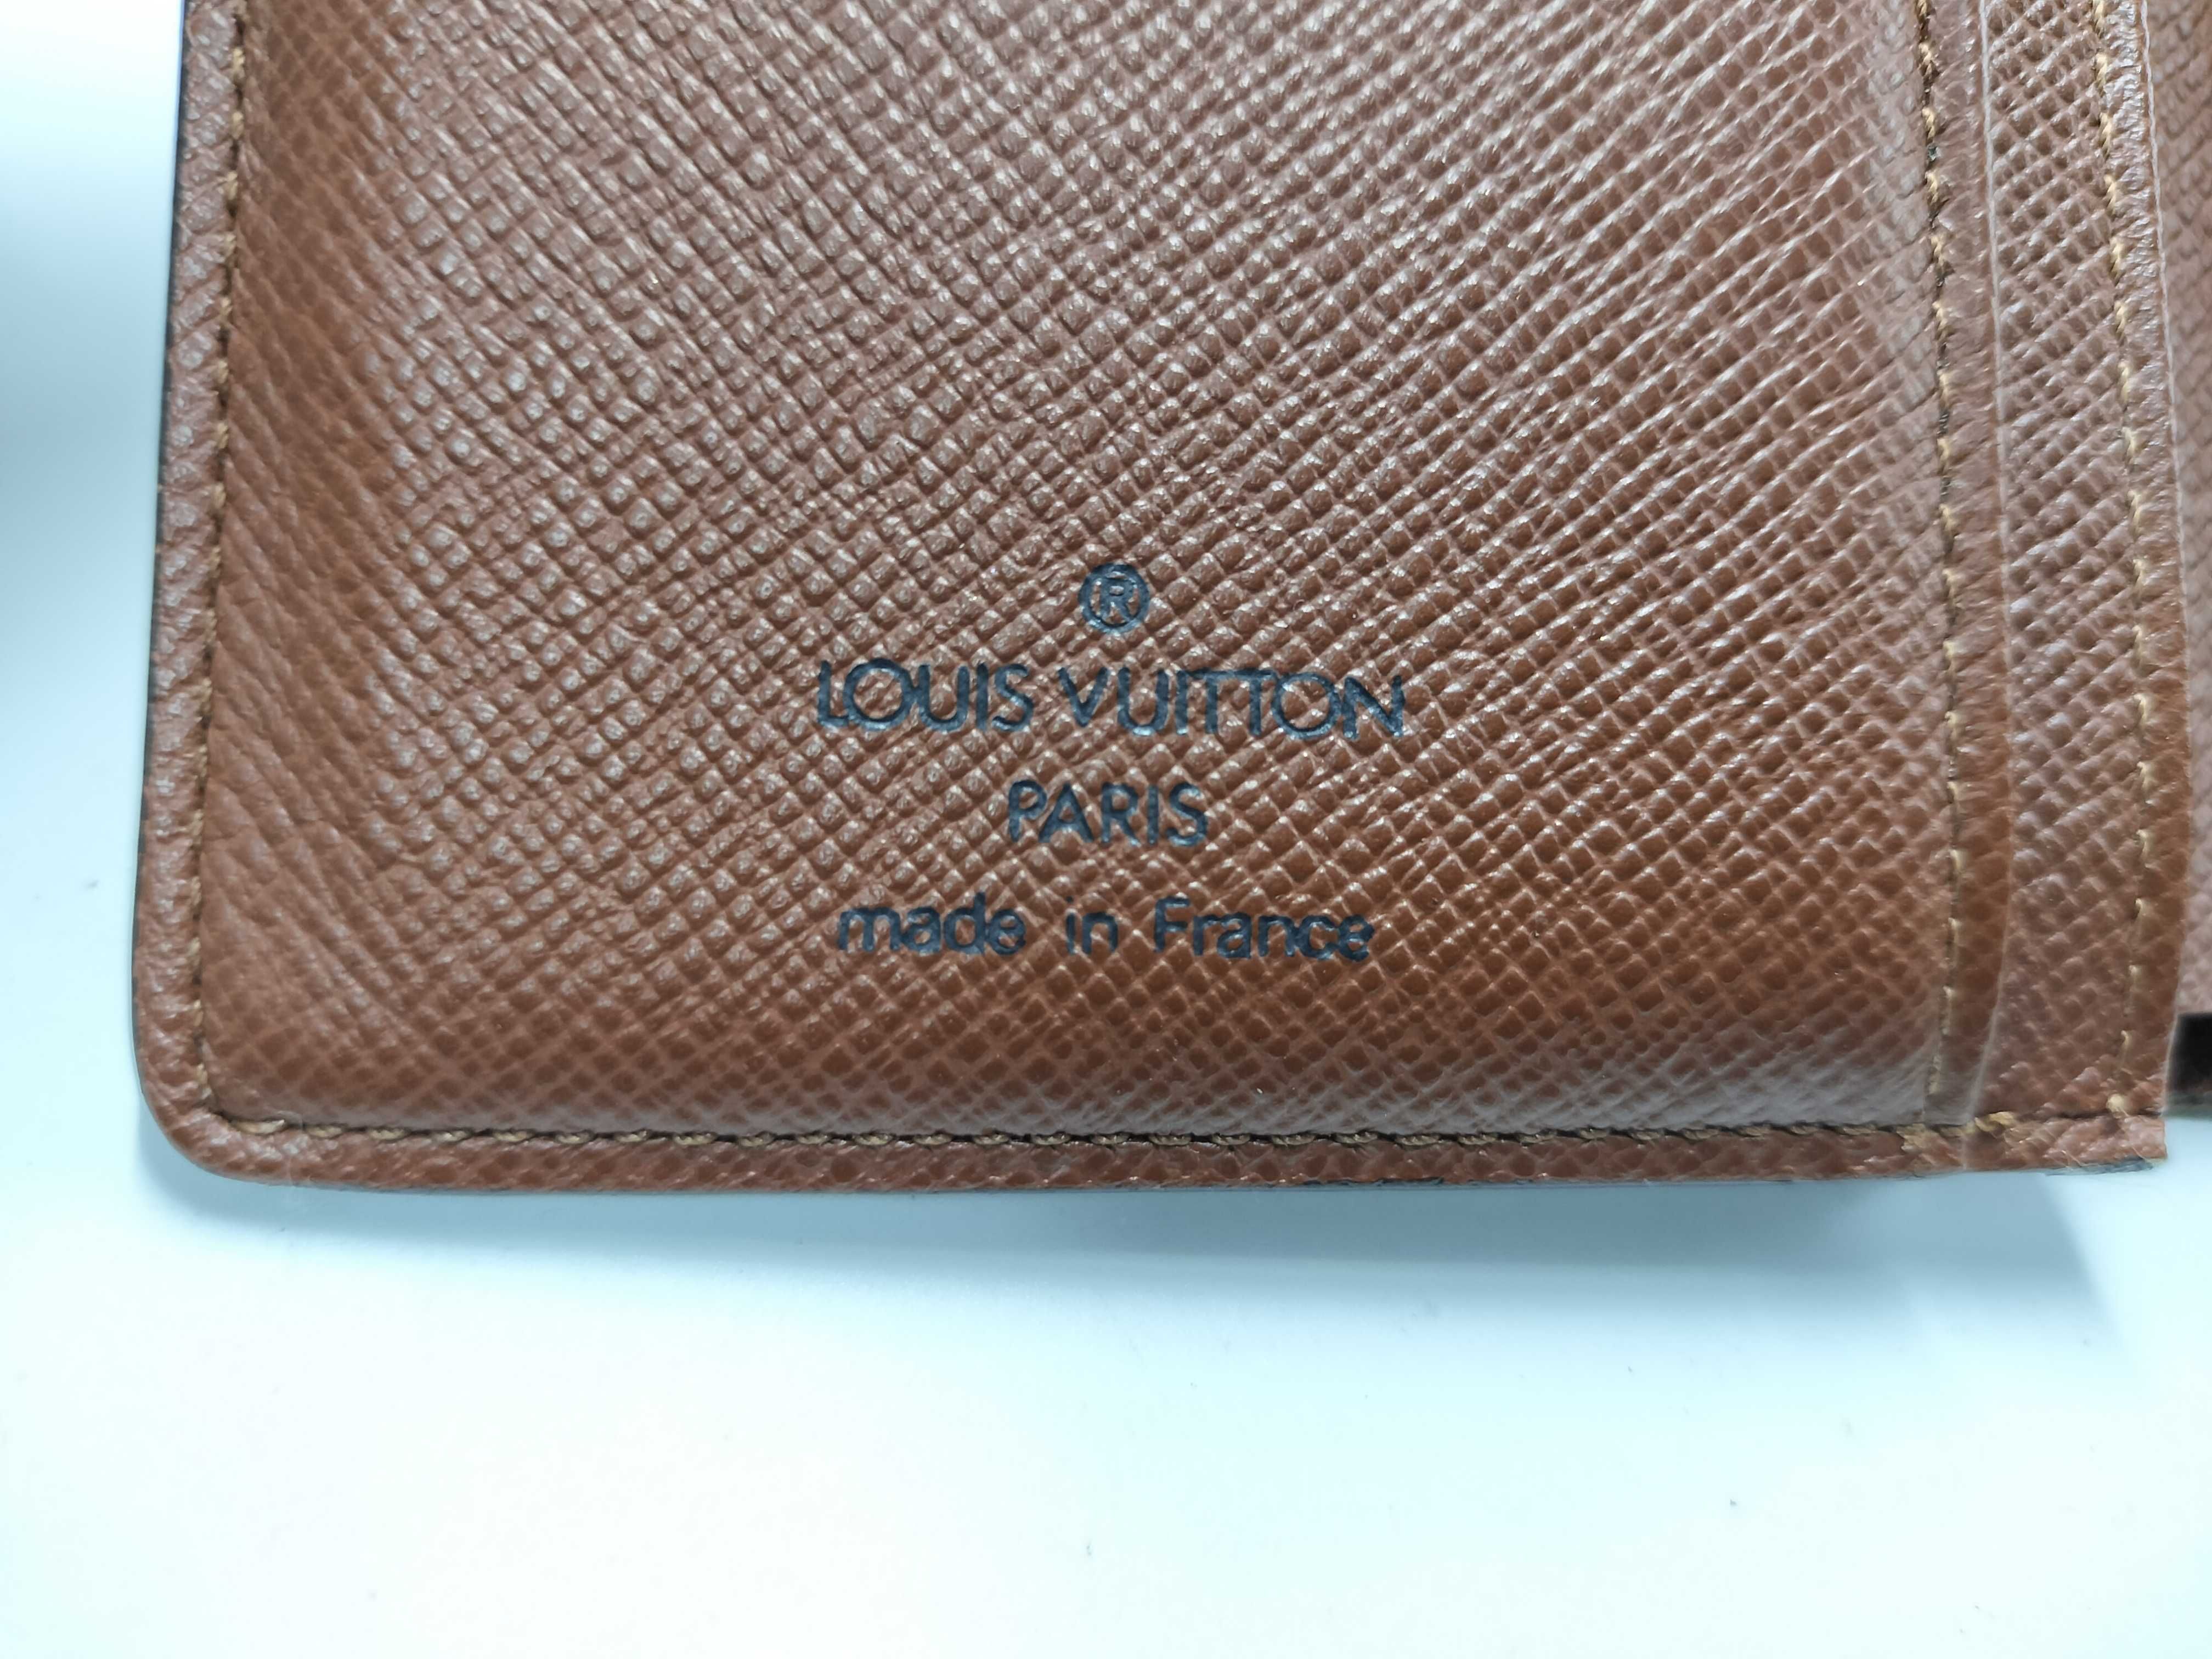 ®
LOUIS VUITTON
PARIS
made in France